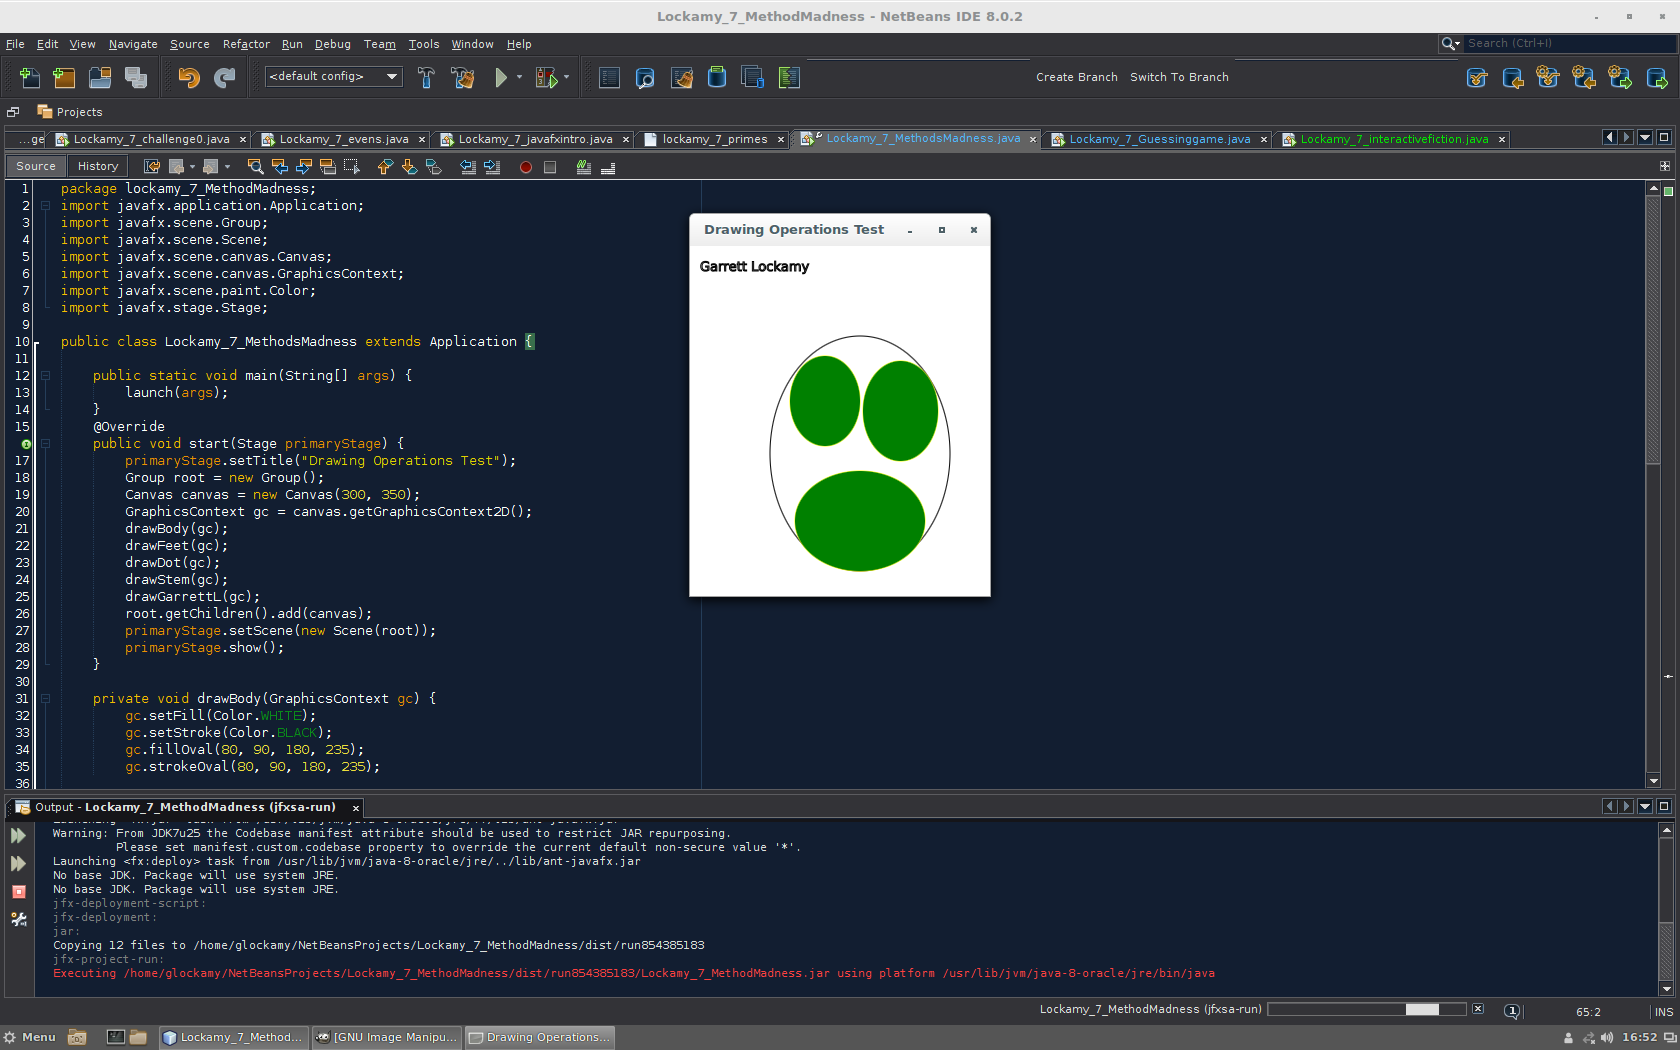 Lockamy_7_MethodMadness - NetBeans IDE 8.0.2
File Edit View Navigate Source Refactor Run Debug Team Tools Window Help
Search (Ctrl+I)
<default config>
Create Branch Switch To Branch
Projects
...ge Lockamy_7_challenge0.java Lockamy_7_evens.java Lockamy_7_javafxintro.java lockamy_7_primes Lockamy_7_MethodsMadness.java Lockamy_7_Guessinggame.java Lockamy_7_interactivefiction.java
Source History
1 package lockamy_7_MethodMadness;
2 import javafx.application.Application;
3 import javafx.scene.Group;
4 import javafx.scene.Scene;
5 import javafx.scene.canvas.Canvas;
6 import javafx.scene.canvas.GraphicsContext;
7 import javafx.scene.paint.Color;
8 import javafx.stage.Stage;
9
10 public class Lockamy_7_MethodsMadness extends Application {
11
12 public static void main(String[] args) {
13 launch(args);
14 }
15 @Override
public void start(Stage primaryStage) {
17 primaryStage.setTitle("Drawing Operations Test");
18 Group root = new Group();
19 Canvas canvas = new Canvas(300, 350);
20 GraphicsContext gc = canvas.getGraphicsContext2D();
21 drawBody(gc);
22 drawFeet(gc);
23 drawDot(gc);
24 drawStem(gc);
25 drawGarrettL(gc);
26 root.getChildren().add(canvas);
27 primaryStage.setScene(new Scene(root));
28 primaryStage.show();
29 }
30
31 private void drawBody(GraphicsContext gc) {
32 gc.setFill(Color.WHITE);
33 gc.setStroke(Color.BLACK);
34 gc.fillOval(80, 90, 180, 235);
35 gc.strokeOval(80, 90, 180, 235);
36
Drawing Operations Test
Garrett Lockamy
Output - Lockamy_7_MethodMadness (jfxsa-run)
Warning: From JDK7u25 the Codebase manifest attribute should be used to restrict JAR repurposing.
Please set manifest.custom.codebase property to override the current default non-secure value '*'.
Launching <fx:deploy> task from /usr/lib/jvm/java-8-oracle/jre/../lib/ant-javafx.jar
No base JDK. Package will use system JRE.
No base JDK. Package will use system JRE.
jfx-deployment-script:
jfx-deployment:
jar:
Copying 12 files to /home/glockamy/NetBeansProjects/Lockamy_7_MethodMadness/dist/run854385183
jfx-project-run:
Executing /home/glockamy/NetBeansProjects/Lockamy_7_MethodMadness/dist/run854385183/Lockamy_7_MethodMadness.jar using platform /usr/lib/jvm/java-8-oracle/jre/bin/java
Lockamy_7_MethodMadness (jfxsa-run) 1 65:2 INS
Menu Lockamy_7_Method... [GNU Image Manipu... Drawing Operations... 16:52